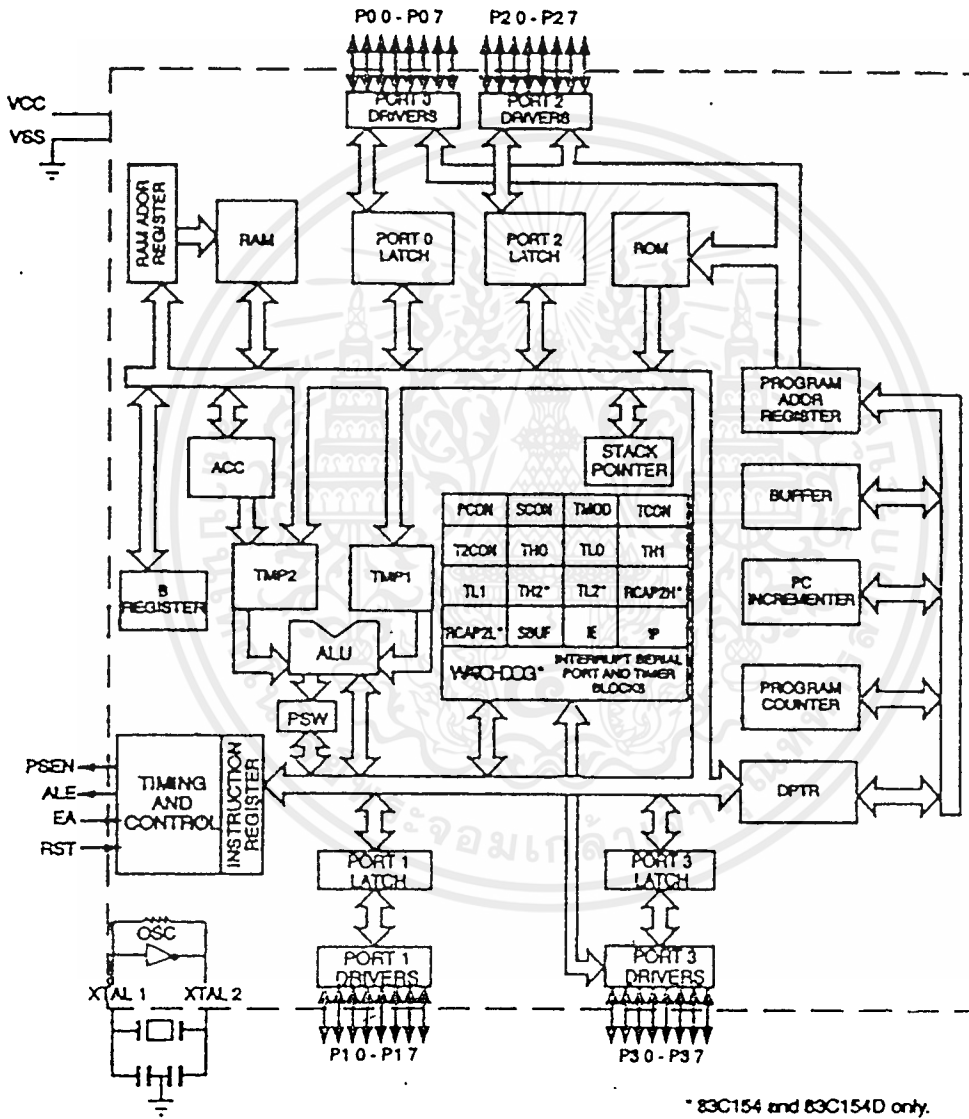 P0 0 - P0 7
P2 0 - P2 7
VCC
VSS
PORT 3
DRIVERS
PORT 2
DRIVERS
RAM ADDR
REGISTER
RAM
PORT 0
LATCH
PORT 2
LATCH
ROM
PROGRAM
ADDR
REGISTER
ACC
STACK
POINTER
BUFFER
PCON SCON TMOD TCON
T2CON TH0 TL0 TH1
TL1 TH2* TL2* RCAP2H*
RCAP2L* SBUF IE IP
WATCHDOG*
INTERRUPT SERIAL
PORT AND TIMER
BLOCKS
B
REGISTER
TMP2
TMP1
PC
INCREMENTER
ALU
PSW
PROGRAM
COUNTER
PSEN
ALE
EA
RST
TIMING
AND
CONTROL
INSTRUCTION
REGISTER
DPTR
PORT 1
LATCH
PORT 3
LATCH
OSC
PORT 1
DRIVERS
PORT 3
DRIVERS
XTAL 1
XTAL 2
P1 0 - P1 7
P3 0 - P3 7
* 83C154 and 83C154D only.